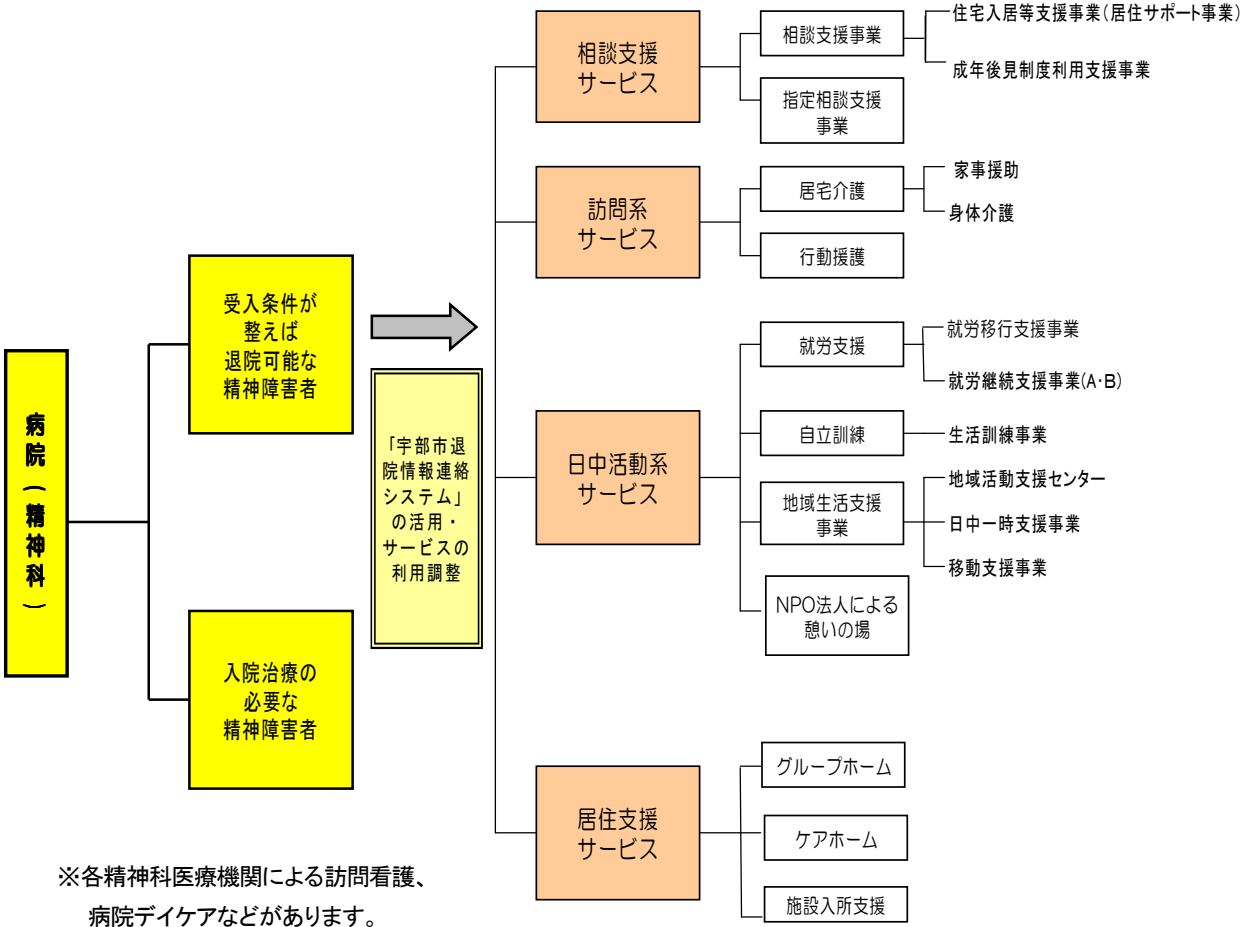 病院（精神科）
受入条件が
整えば
退院可能な
精神障害者
入院治療の
必要な
精神障害者
「宇部市退
院情報連絡
システム」
の活用・
サービスの
利用調整
相談支援
サービス
相談支援事業
住宅入居等支援事業(居住サポート事業)
成年後見制度利用支援事業
指定相談支援
事業
訪問系
サービス
居宅介護
家事援助
身体介護
行動援護
日中活動系
サービス
就労支援
就労移行支援事業
就労継続支援事業(A・B)
自立訓練
生活訓練事業
地域生活支援
事業
地域活動支援センター
日中一時支援事業
移動支援事業
NPO法人による
憩いの場
居住支援
サービス
グループホーム
ケアホーム
施設入所支援
※各精神科医療機関による訪問看護、
病院デイケアなどがあります。